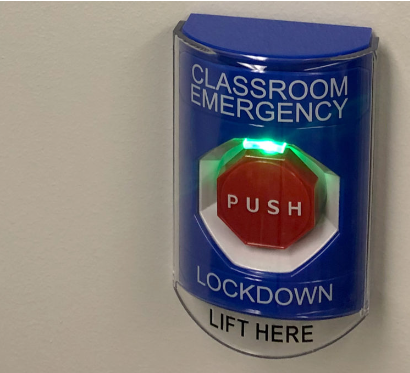 CLASSROOM
EMERGENCY
PUSH
LOCKDOWN
LIFT HERE